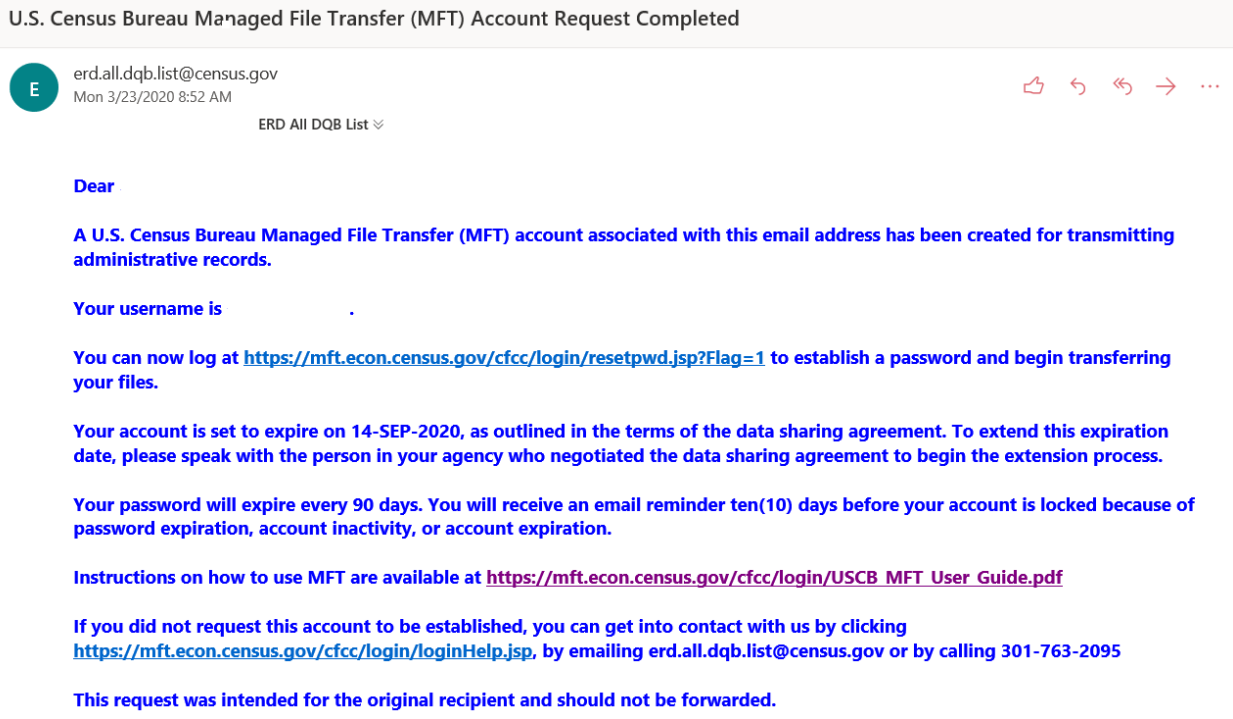 U.S. Census Bureau Managed File Transfer (MFT) Account Request Completed
E
erd.all.dqb.list@census.gov
Mon 3/23/2020 8:52 AM
ERD All DQB List
Dear
A U.S. Census Bureau Managed File Transfer (MFT) account associated with this email address has been created for transmitting
administrative records.
Your username is .
You can now log at https://mft.econ.census.gov/cfcc/login/resetpwd.jsp?Flag=1 to establish a password and begin transferring
your files.
Your account is set to expire on 14-SEP-2020, as outlined in the terms of the data sharing agreement. To extend this expiration
date, please speak with the person in your agency who negotiated the data sharing agreement to begin the extension process.
Your password will expire every 90 days. You will receive an email reminder ten(10) days before your account is locked because of
password expiration, account inactivity, or account expiration.
Instructions on how to use MFT are available at https://mft.econ.census.gov/cfcc/login/USCB_MFT_User_Guide.pdf
If you did not request this account to be established, you can get into contact with us by clicking
https://mft.econ.census.gov/cfcc/login/loginHelp.jsp, by emailing erd.all.dqb.list@census.gov or by calling 301-763-2095
This request was intended for the original recipient and should not be forwarded.